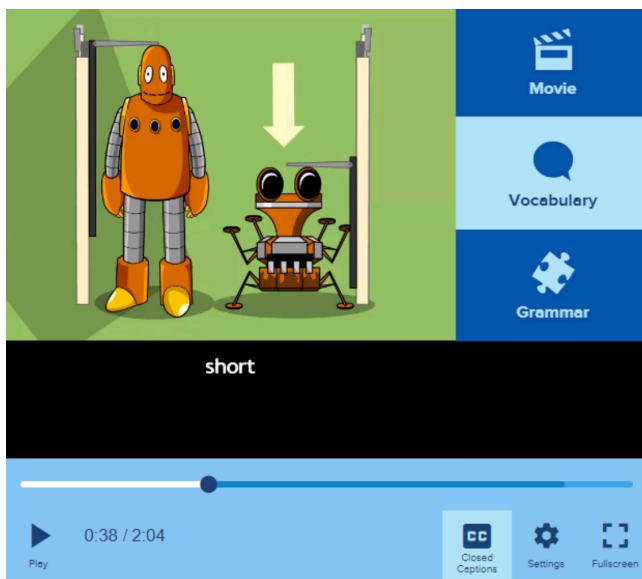 Movie
Vocabulary
Grammar
short
0:38 / 2:04
Play
CC
Closed
Captions
Settings
Fullscreen